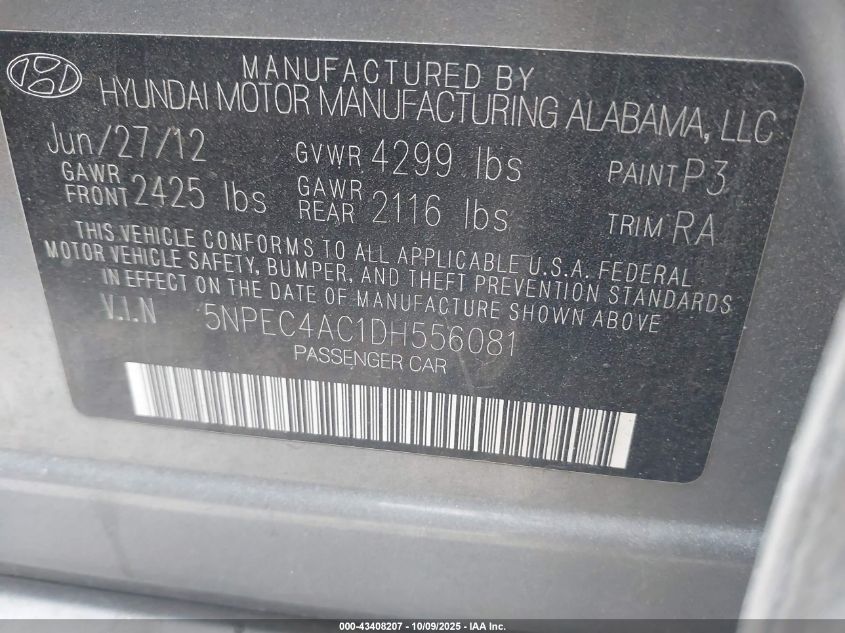 MANUFACTURED BY
HYUNDAI MOTOR MANUFACTURING ALABAMA, LLC
Jun/27/12 GVWR 4299 lbs PAINT P3
GAWR FRONT 2425 lbs GAWR REAR 2116 lbs TRIM RA
THIS VEHICLE CONFORMS TO ALL APPLICABLE U.S.A. FEDERAL
MOTOR VEHICLE SAFETY, BUMPER, AND THEFT PREVENTION STANDARDS
IN EFFECT ON THE DATE OF MANUFACTURE SHOWN ABOVE
V.I.N 5NPEC4AC1DH556081
PASSENGER CAR
000-43408207 - 10/09/2025 - IAA Inc.